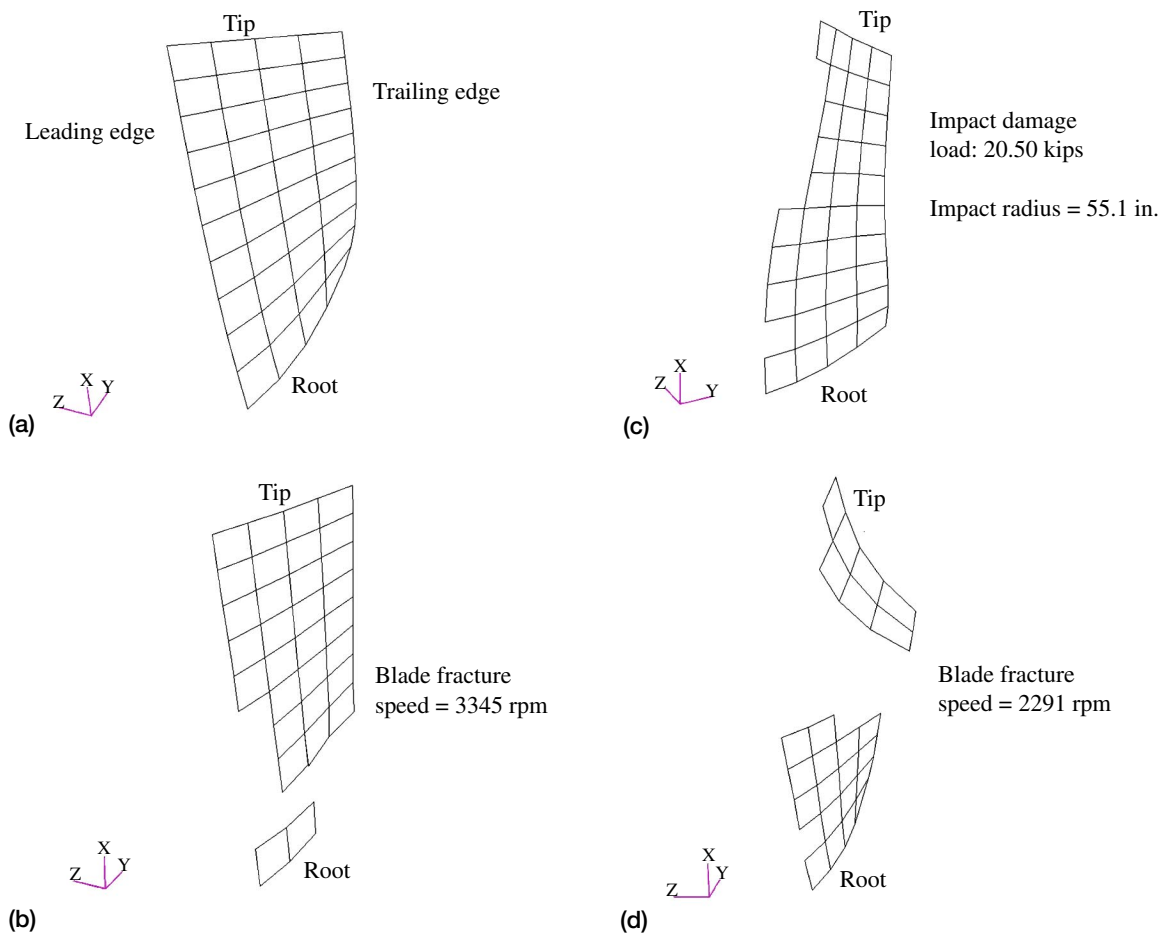 Tip
Trailing edge
Leading edge
Root
X
Y
Z
(a)
Tip
Impact damage
load: 20.50 kips
Impact radius = 55.1 in.
X
Z
Y
Root
(c)
Tip
Blade fracture
speed = 3345 rpm
X
Y
Z
Root
(b)
Tip
Blade fracture
speed = 2291 rpm
X
Y
Z
Root
(d)